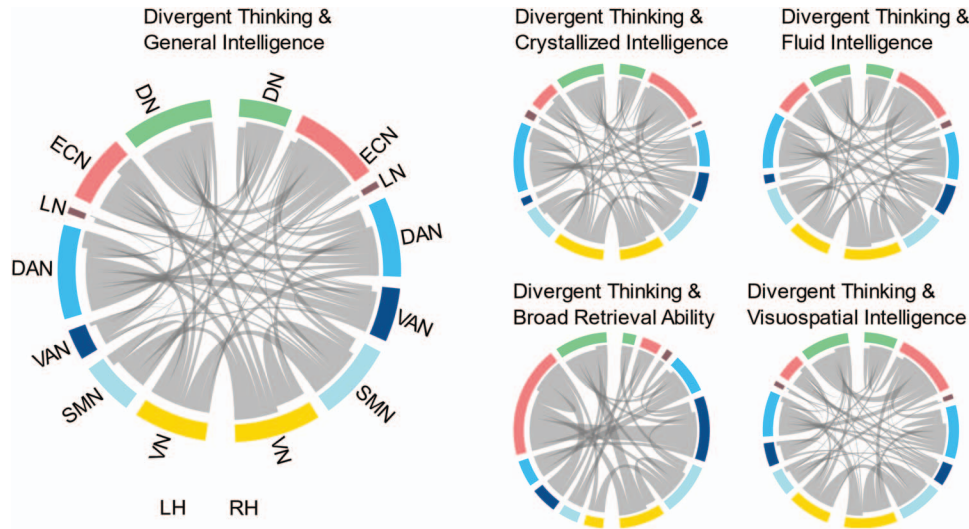 Divergent Thinking &
General Intelligence
DN
DN
ECN
ECN
LN
LN
DAN
DAN
VAN
VAN
SMN
SMN
VN
VN
LH
RH
Divergent Thinking &
Crystallized Intelligence
Divergent Thinking &
Fluid Intelligence
Divergent Thinking &
Broad Retrieval Ability
Divergent Thinking &
Visuospatial Intelligence